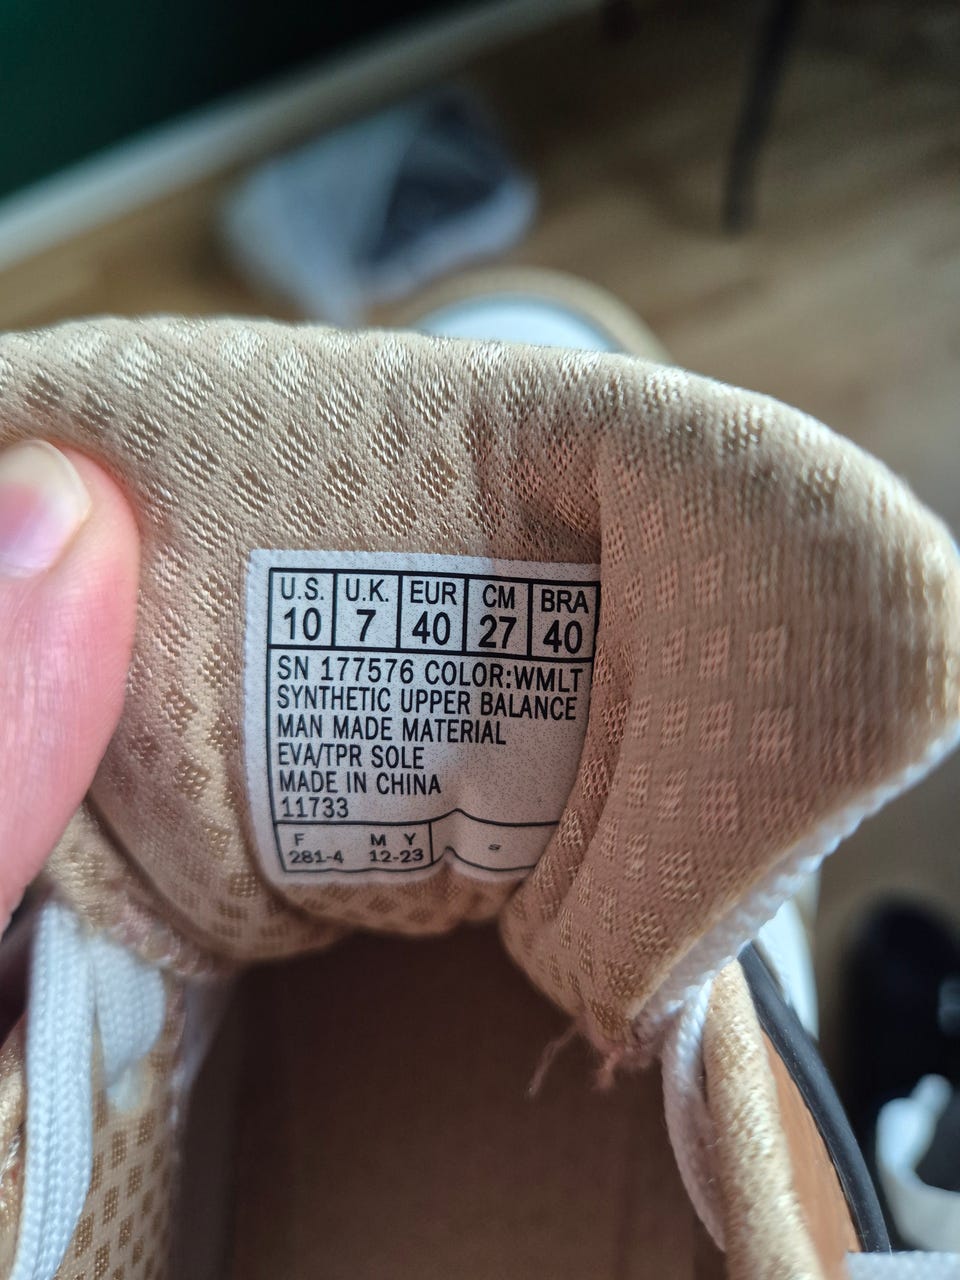 U.S. U.K. EUR CM BRA
10 7 40 27 40
SN 177576 COLOR:WMLT
SYNTHETIC UPPER BALANCE
MAN MADE MATERIAL
EVA/TPR SOLE
MADE IN CHINA
11733
F M Y
281-4 12-23